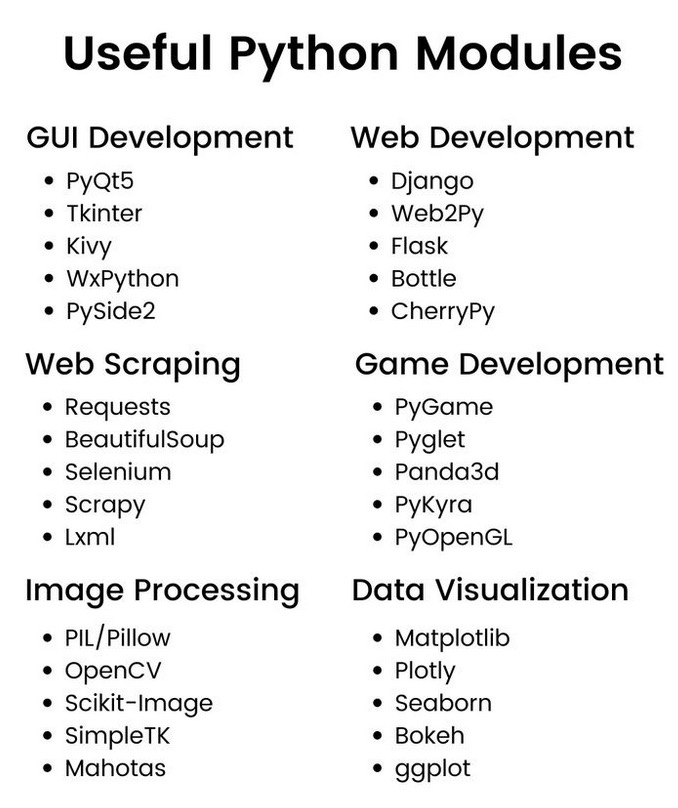 Useful Python Modules
GUI Development
• PyQt5
• Tkinter
• Kivy
• WxPython
• PySide2
Web Development
• Django
• Web2Py
• Flask
• Bottle
• CherryPy
Web Scraping
• Requests
• BeautifulSoup
• Selenium
• Scrapy
• Lxml
Game Development
• PyGame
• Pyglet
• Panda3d
• PyKyra
• PyOpenGL
Image Processing
• PIL/Pillow
• OpenCV
• Scikit-Image
• SimpleTK
• Mahotas
Data Visualization
• Matplotlib
• Plotly
• Seaborn
• Bokeh
• ggplot